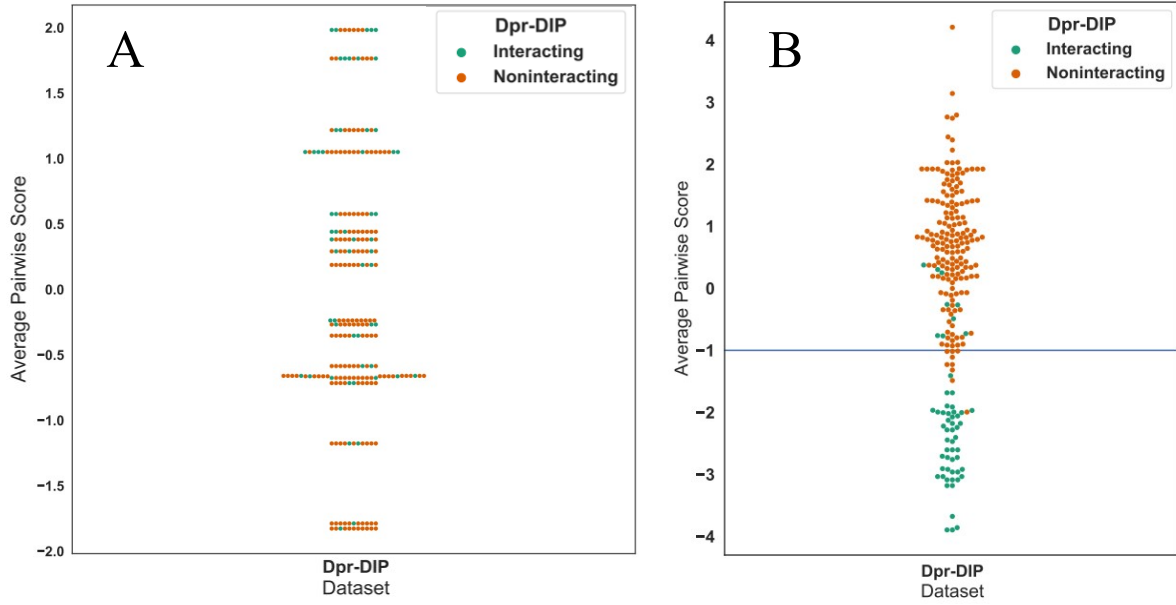 A
Dpr-DIP
Interacting
Noninteracting
Average Pairwise Score
2.0
1.5
1.0
0.5
0.0
−0.5
−1.0
−1.5
−2.0
Dpr-DIP
Dataset
B
Dpr-DIP
Interacting
Noninteracting
Average Pairwise Score
4
3
2
1
0
−1
−2
−3
−4
Dpr-DIP
Dataset